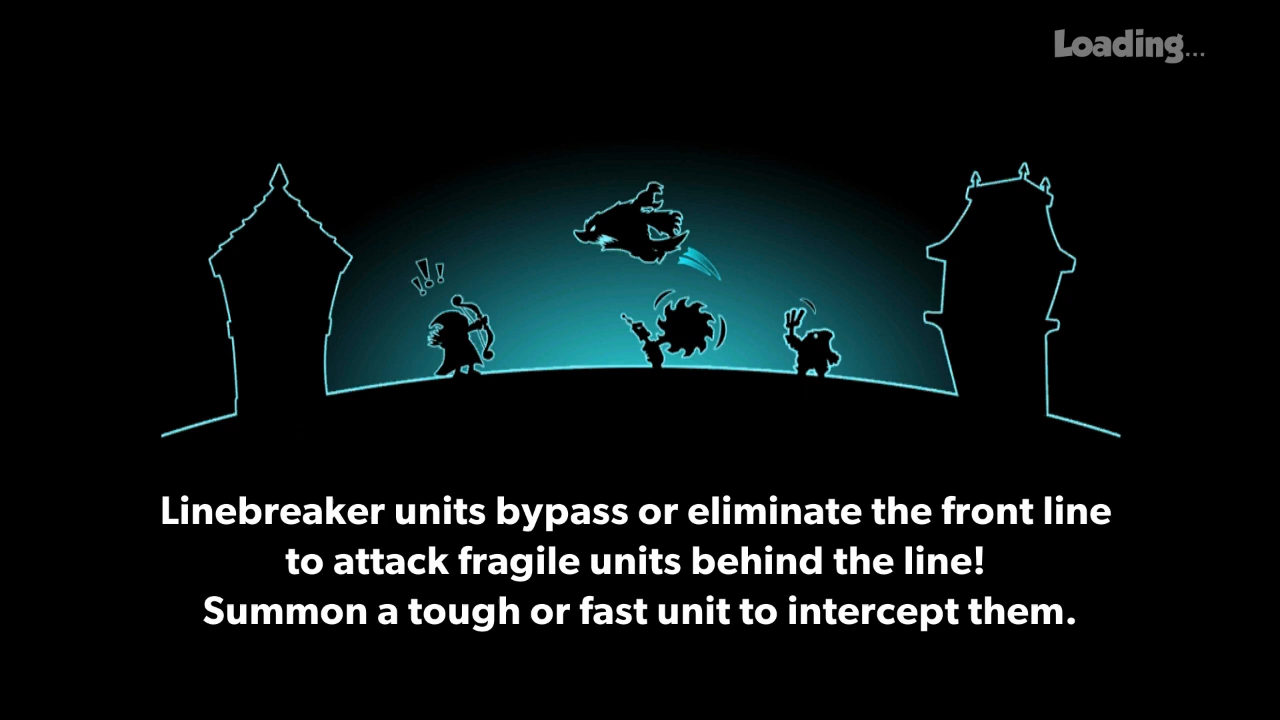 Loading...
!!!
Linebreaker units bypass or eliminate the front line
to attack fragile units behind the line!
Summon a tough or fast unit to intercept them.